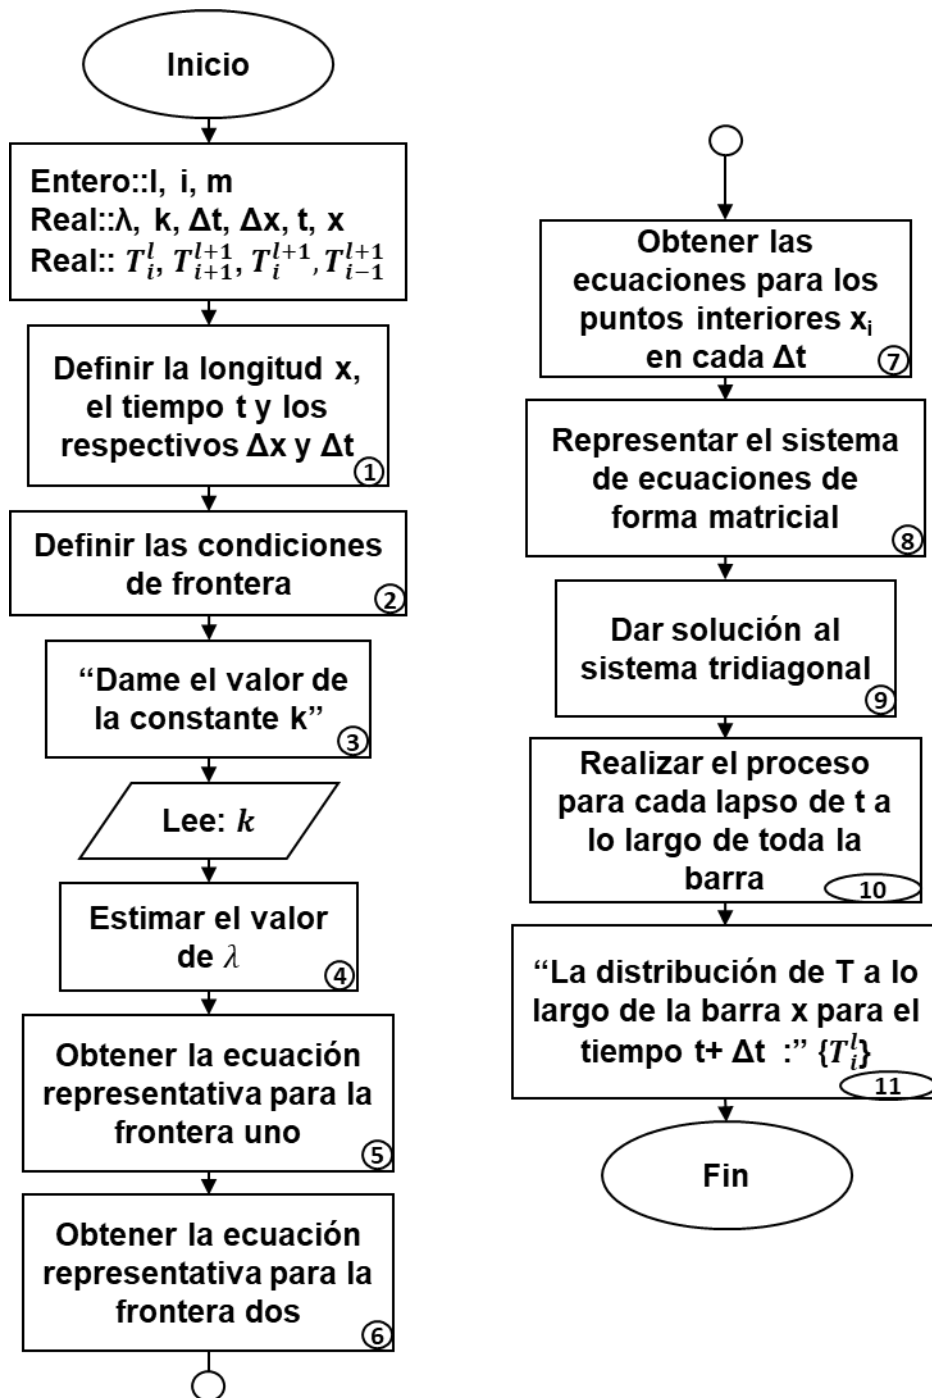 Inicio
Entero::l, i, m
Real::λ, k, Δt, Δx, t, x
Real:: $T_i^l$, $T_{i+1}^{l+1}$, $T_i^{l+1}$, $T_{i-1}^{l+1}$
Definir la longitud x,
el tiempo t y los
respectivos Δx y Δt
1
Definir las condiciones
de frontera
2
“Dame el valor de
la constante k”
3
Lee: k
Estimar el valor
de λ
4
Obtener la ecuación
representativa para la
frontera uno
5
Obtener la ecuación
representativa para la
frontera dos
6
Obtener las
ecuaciones para los
puntos interiores $x_i$
en cada Δt
7
Representar el sistema
de ecuaciones de
forma matricial
8
Dar solución al
sistema tridiagonal
9
Realizar el proceso
para cada lapso de t a
lo largo de toda la
barra
10
“La distribución de T a lo
largo de la barra x para el
tiempo t+ Δt :” {$T_i^l$}
11
Fin